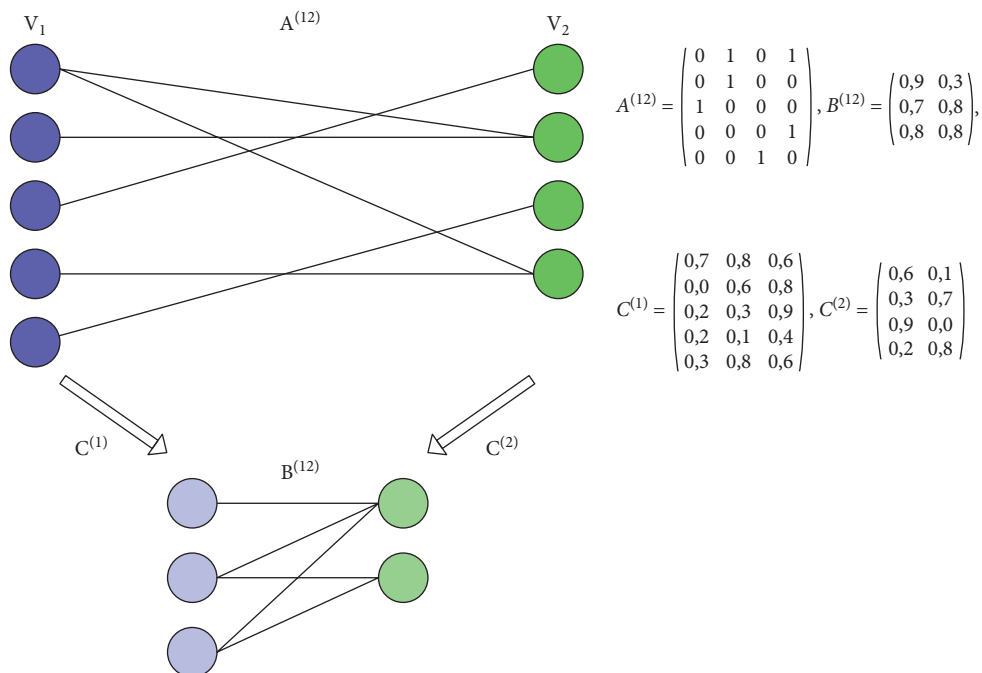 V₁ A⁽¹²⁾ V₂
A⁽¹²⁾ = ( 0 1 0 1
0 1 0 0
1 0 0 0
0 0 0 1
0 0 1 0 ) , B⁽¹²⁾ = ( 0,9 0,3
0,7 0,8
0,8 0,8 ) ,
C⁽¹⁾ = ( 0,7 0,8 0,6
0,0 0,6 0,8
0,2 0,3 0,9
0,2 0,1 0,4
0,3 0,8 0,6 ) , C⁽²⁾ = ( 0,6 0,1
0,3 0,7
0,9 0,0
0,2 0,8 )
C⁽¹⁾ C⁽²⁾
B⁽¹²⁾